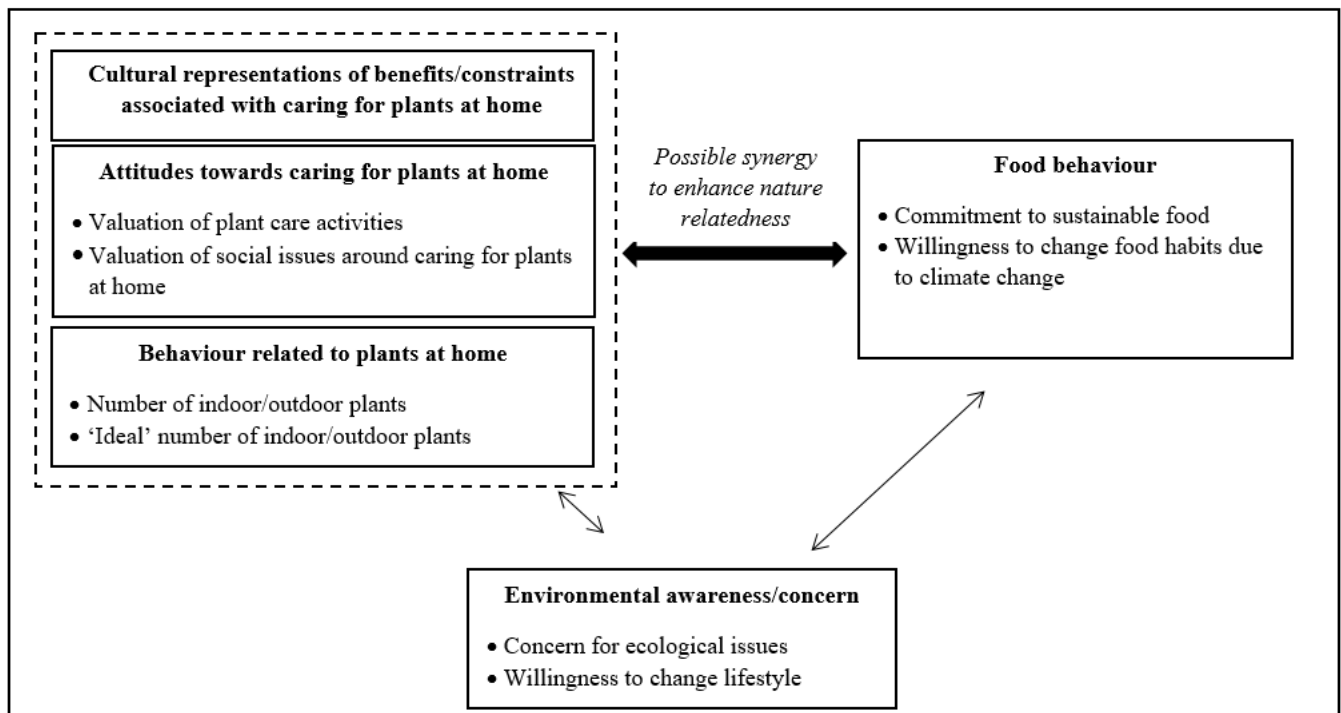 Cultural representations of benefits/constraints
associated with caring for plants at home
Attitudes towards caring for plants at home
• Valuation of plant care activities
• Valuation of social issues around caring for plants
at home
Behaviour related to plants at home
• Number of indoor/outdoor plants
• ‘Ideal’ number of indoor/outdoor plants
Possible synergy
to enhance nature
relatedness
Food behaviour
• Commitment to sustainable food
• Willingness to change food habits due
to climate change
Environmental awareness/concern
• Concern for ecological issues
• Willingness to change lifestyle